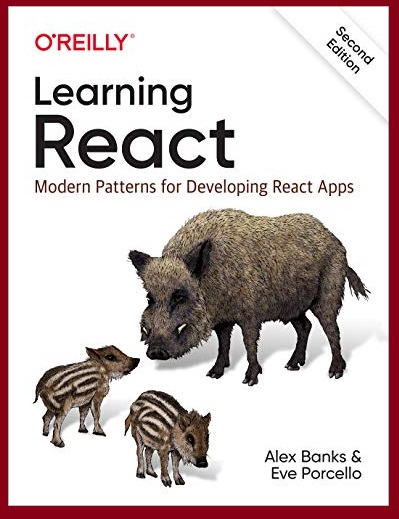 O'REILLY®
Second
Edition
Learning
React
Modern Patterns for Developing React Apps
Alex Banks &
Eve Porcello